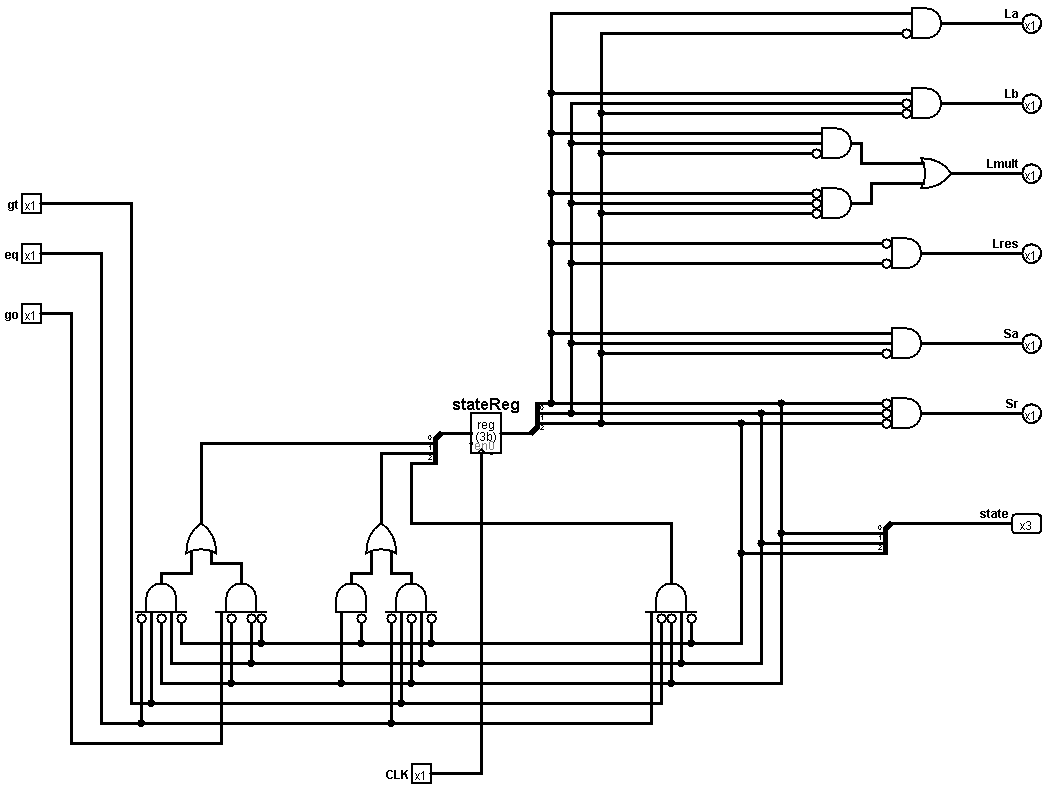 La
x1
Lb
x1
Lmult
x1
gt x1
eq x1
Lres
x1
go x1
Sa
x1
stateReg
reg
(3b)
en0
0
1
2
0
1
2
Sr
x1
state
x3
0
1
2
CLK x1